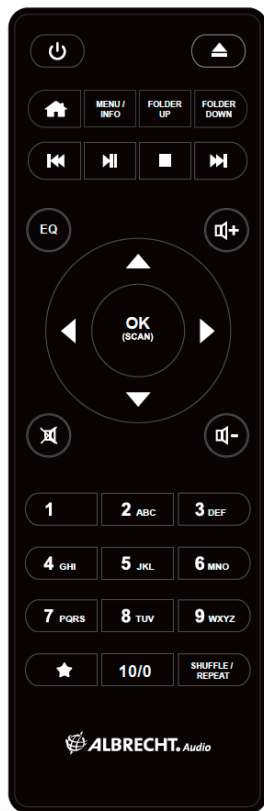 MENU / INFO
FOLDER UP
FOLDER DOWN
EQ
+
OK
(SCAN)
-
1
2 ABC
3 DEF
4 GHI
5 JKL
6 MNO
7 PQRS
8 TUV
9 WXYZ
10/0
SHUFFLE / REPEAT
ALBRECHT. Audio